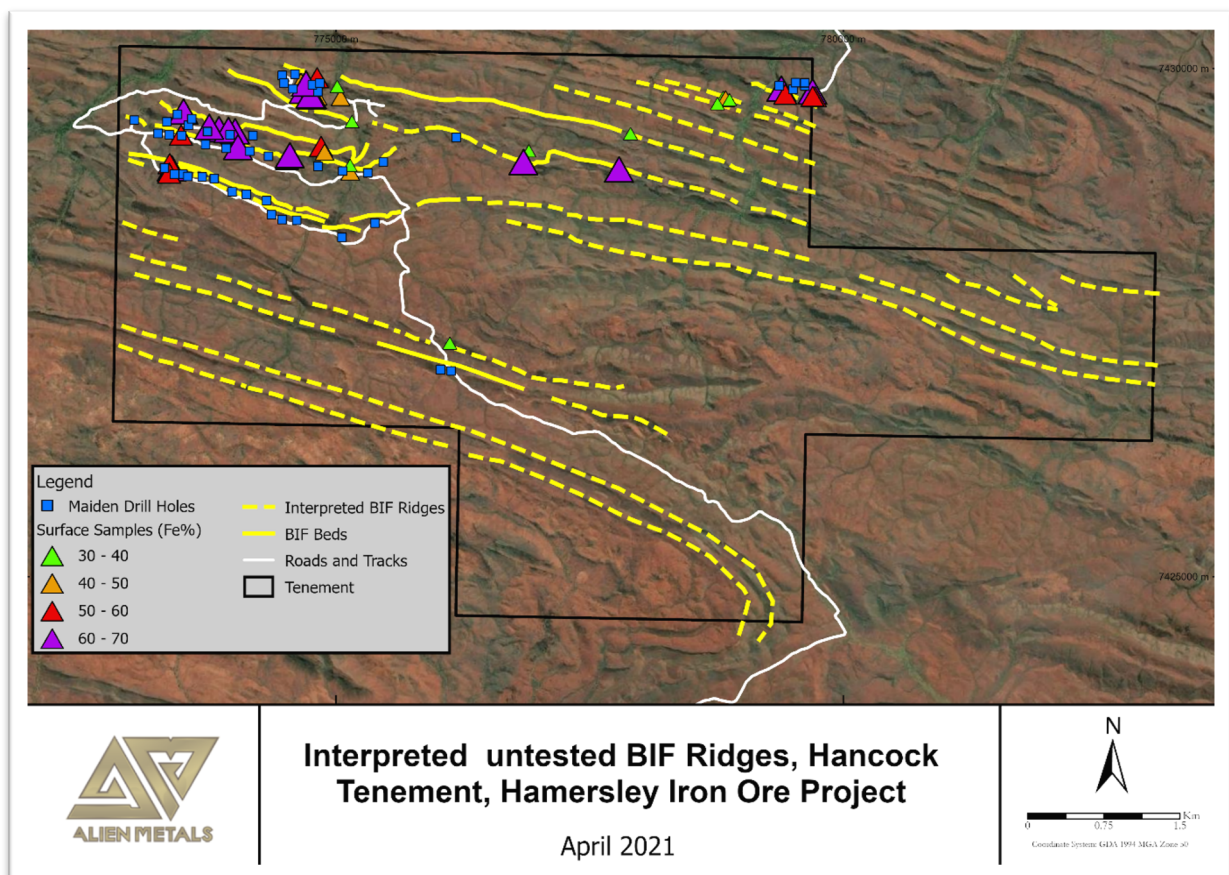 775000 m
780000 m
7430000 m
7425000 m
Legend
Maiden Drill Holes
Surface Samples (Fe%)
30 - 40
40 - 50
50 - 60
60 - 70
Interpreted BIF Ridges
BIF Beds
Roads and Tracks
Tenement
ALIEN METALS
Interpreted untested BIF Ridges, Hancock
Tenement, Hamersley Iron Ore Project
April 2021
N
Km
0 0.75 1.5
Coordinate System: GDA 1994 MGA Zone 50